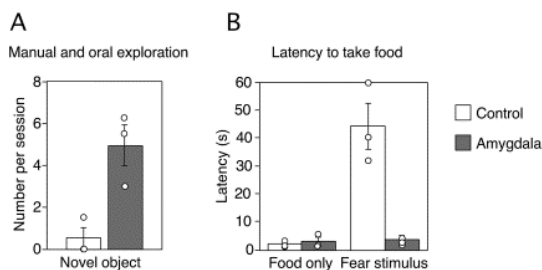 A
Manual and oral exploration
Number per session
8
6
4
2
0
Novel object
B
Latency to take food
Latency (s)
60
50
40
30
20
10
0
Food only
Fear stimulus
Control
Amygdala